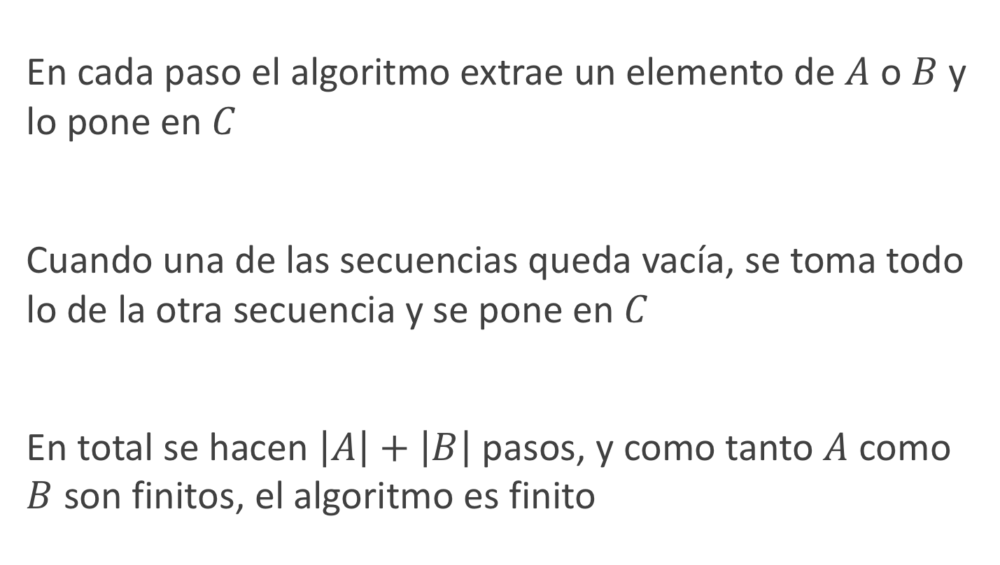 En cada paso el algoritmo extrae un elemento de A o B y
lo pone en C
Cuando una de las secuencias queda vacía, se toma todo
lo de la otra secuencia y se pone en C
En total se hacen |A| + |B| pasos, y como tanto A como
B son finitos, el algoritmo es finito